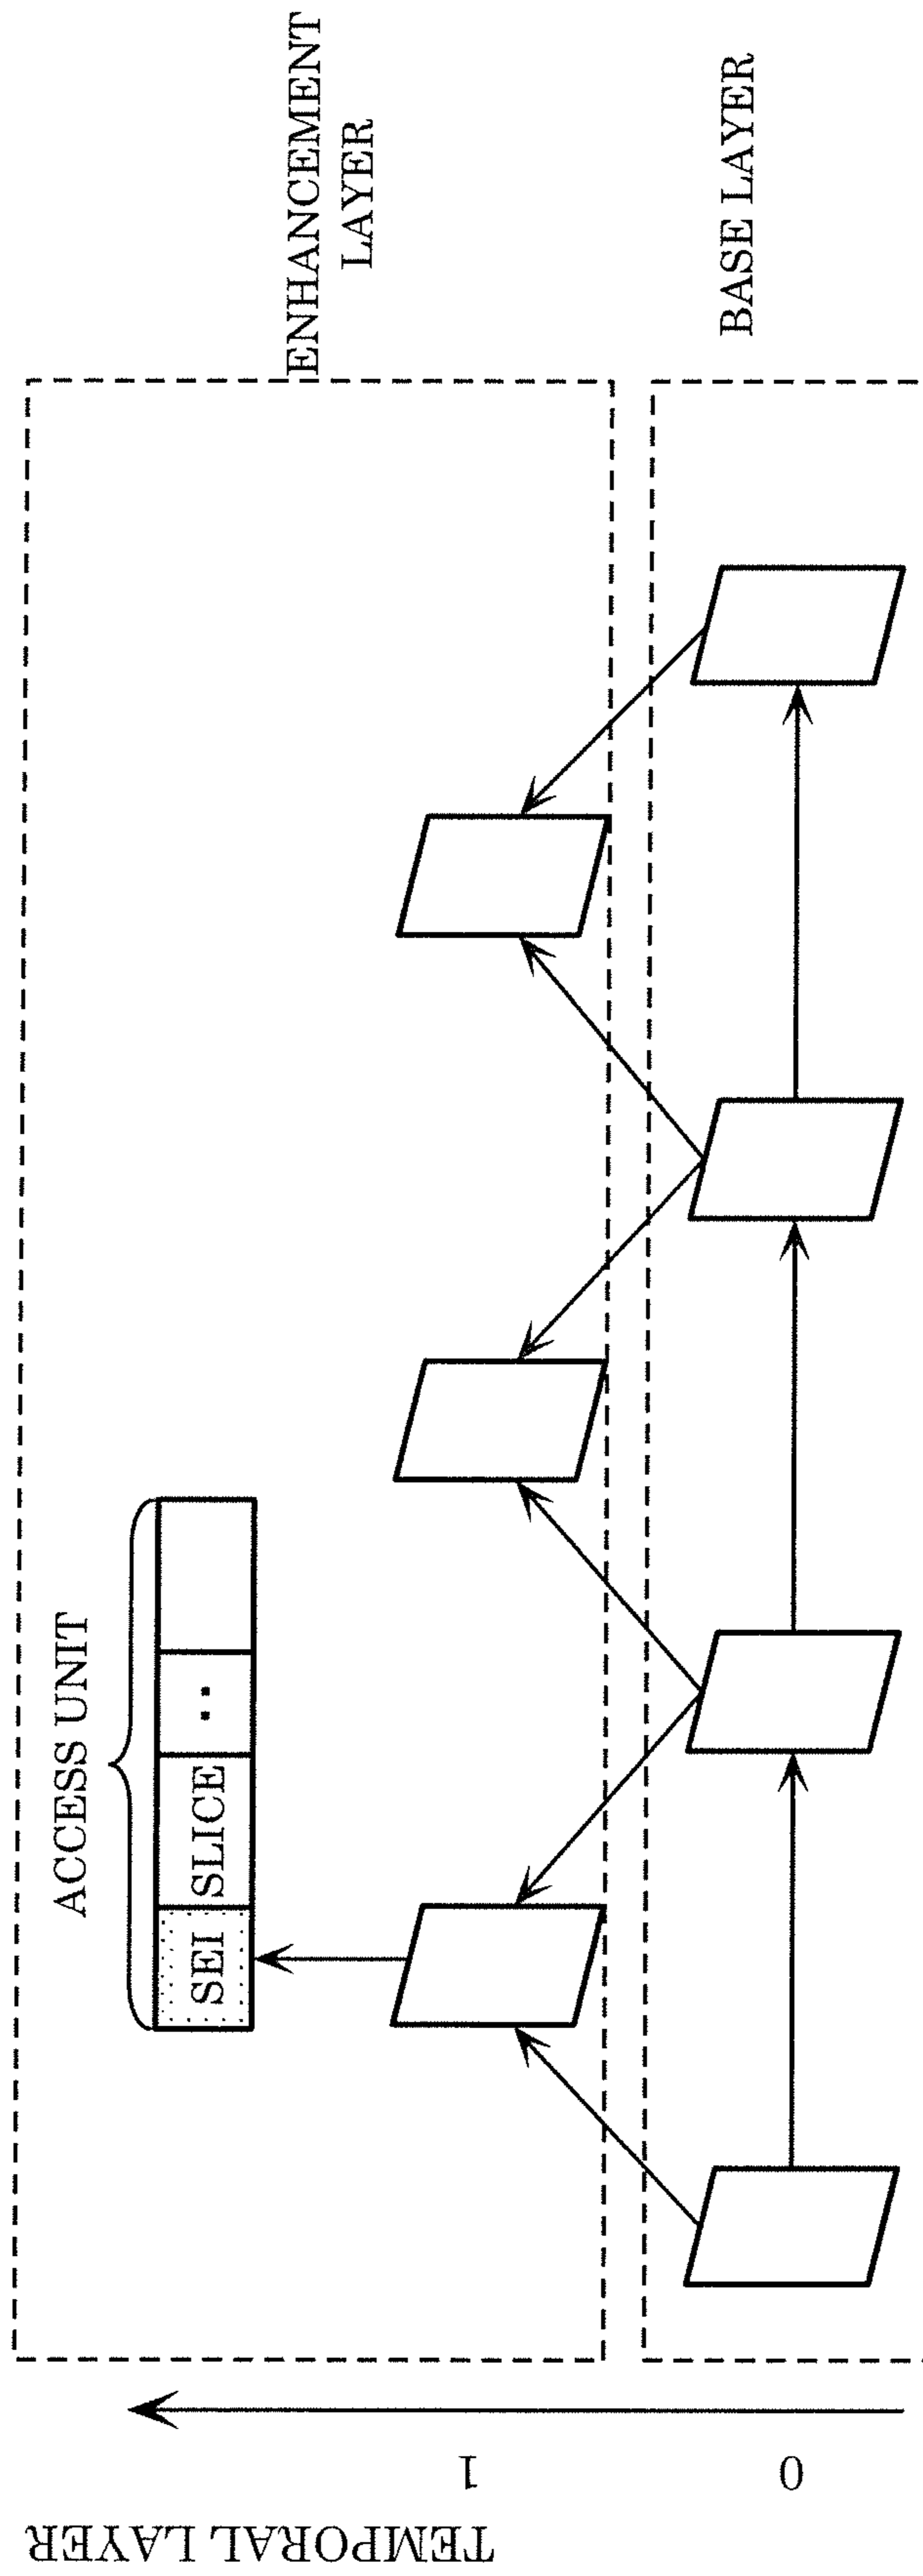 TEMPORAL LAYER
1
0
ACCESS UNIT
SEI
SLICE
..
ENHANCEMENT
LAYER
BASE LAYER